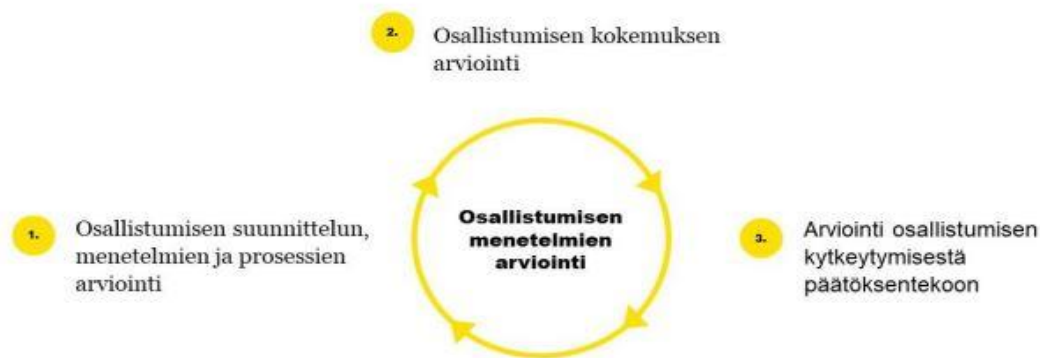 2.
Osallistumisen kokemuksen
arviointi
1.
Osallistumisen suunnittelun,
menetelmien ja prosessien
arviointi
Osallistumisen
menetelmien
arviointi
3.
Arviointi osallistumisen
kytkeytymisestä
päätöksentekoon